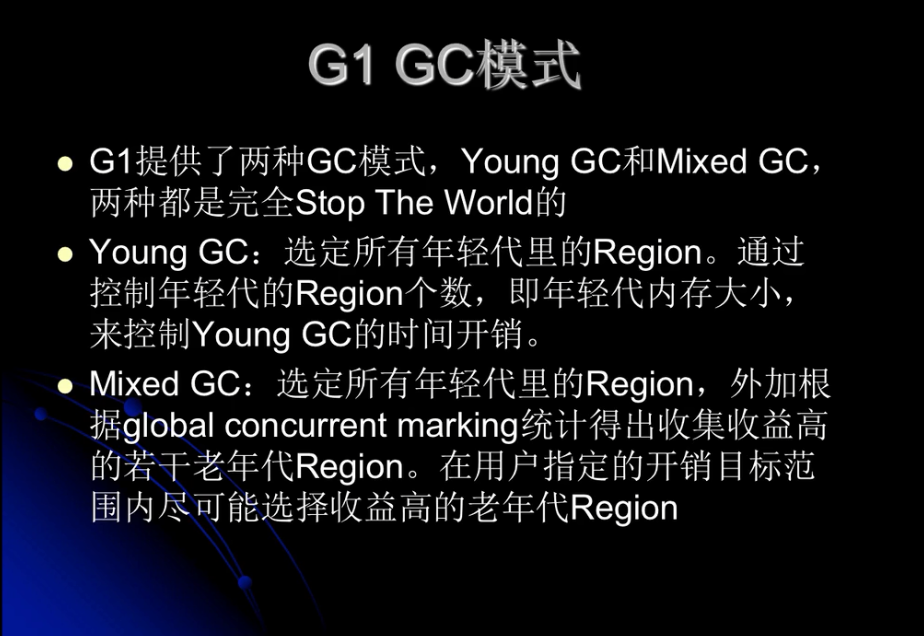 G1 GC模式
G1提供了两种GC模式，Young GC和Mixed GC，
两种都是完全Stop The World的
Young GC：选定所有年轻代里的Region。通过
控制年轻代的Region个数，即年轻代内存大小，
来控制Young GC的时间开销。
Mixed GC：选定所有年轻代里的Region，外加根
据global concurrent marking统计得出收集收益高
的若干老年代Region。在用户指定的开销目标范
围内尽可能选择收益高的老年代Region